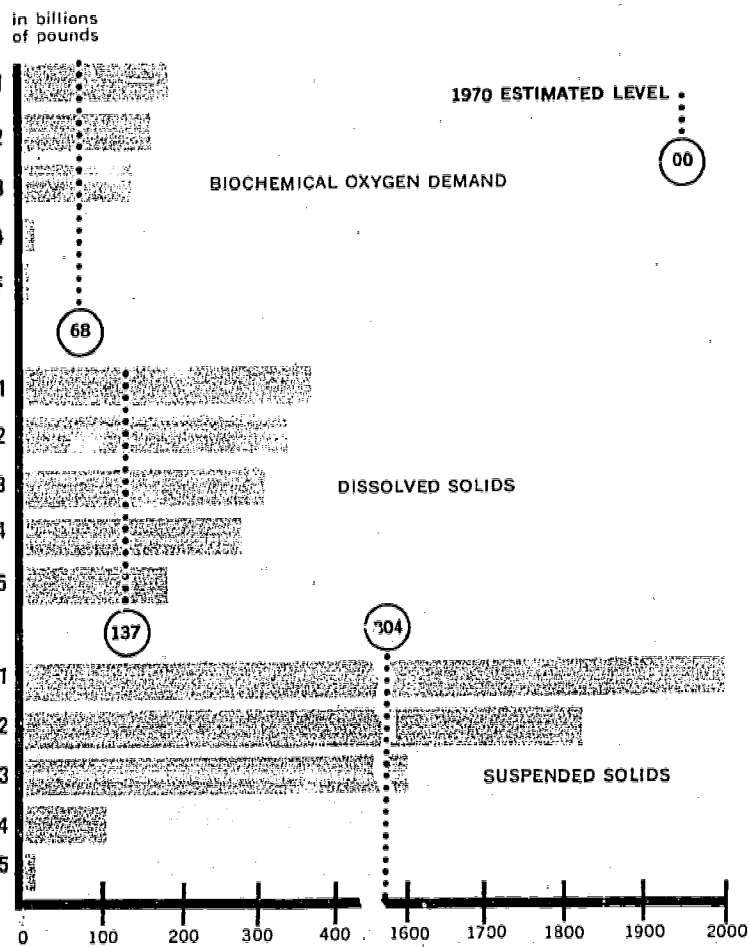 in billions
of pounds
1970 ESTIMATED LEVEL
00
2
BIOCHEMICAL OXYGEN DEMAND
4
68
1
2
3
DISSOLVED SOLIDS
4
5
137
304
1
2
3
SUSPENDED SOLIDS
4
5
0 100 200 300 400 1600 1700 1800 1900 2000